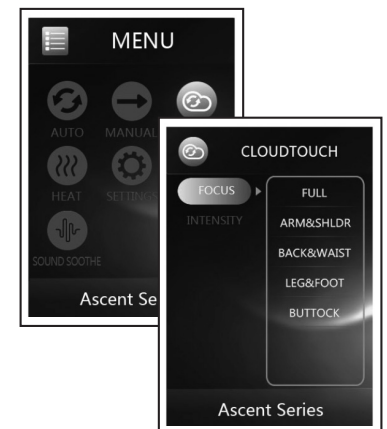 MENU
AUTO
MANUAL
HEAT
SETTINGS
SOUND SOOTHE
Ascent Se
CLOUDTOUCH
FOCUS
INTENSITY
FULL
ARM&SHLDR
BACK&WAIST
LEG&FOOT
BUTTOCK
Ascent Series